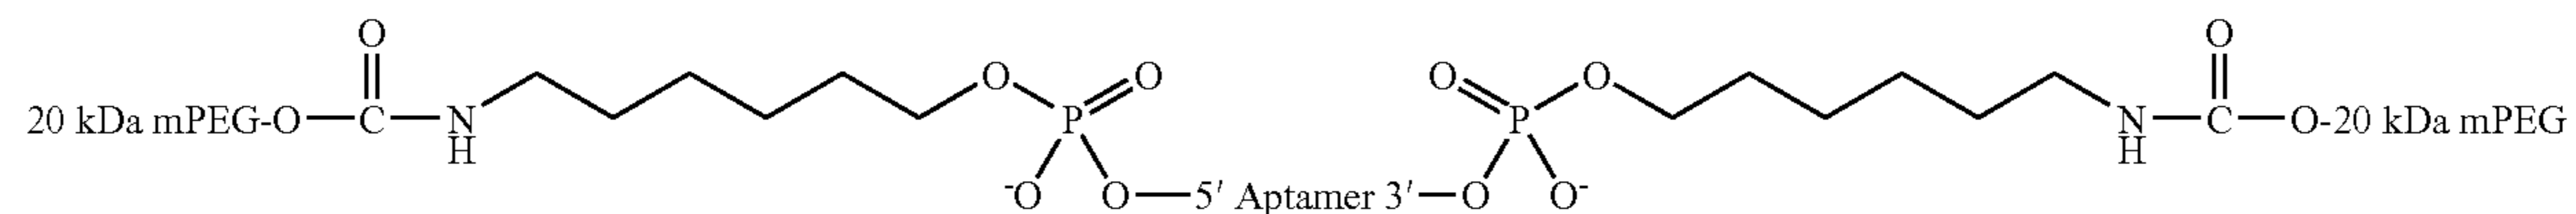 O O
20 kDa mPEG-O C N H O P O O P O N H C O-20 kDa mPEG
-O O 5′ Aptamer 3′ O O-